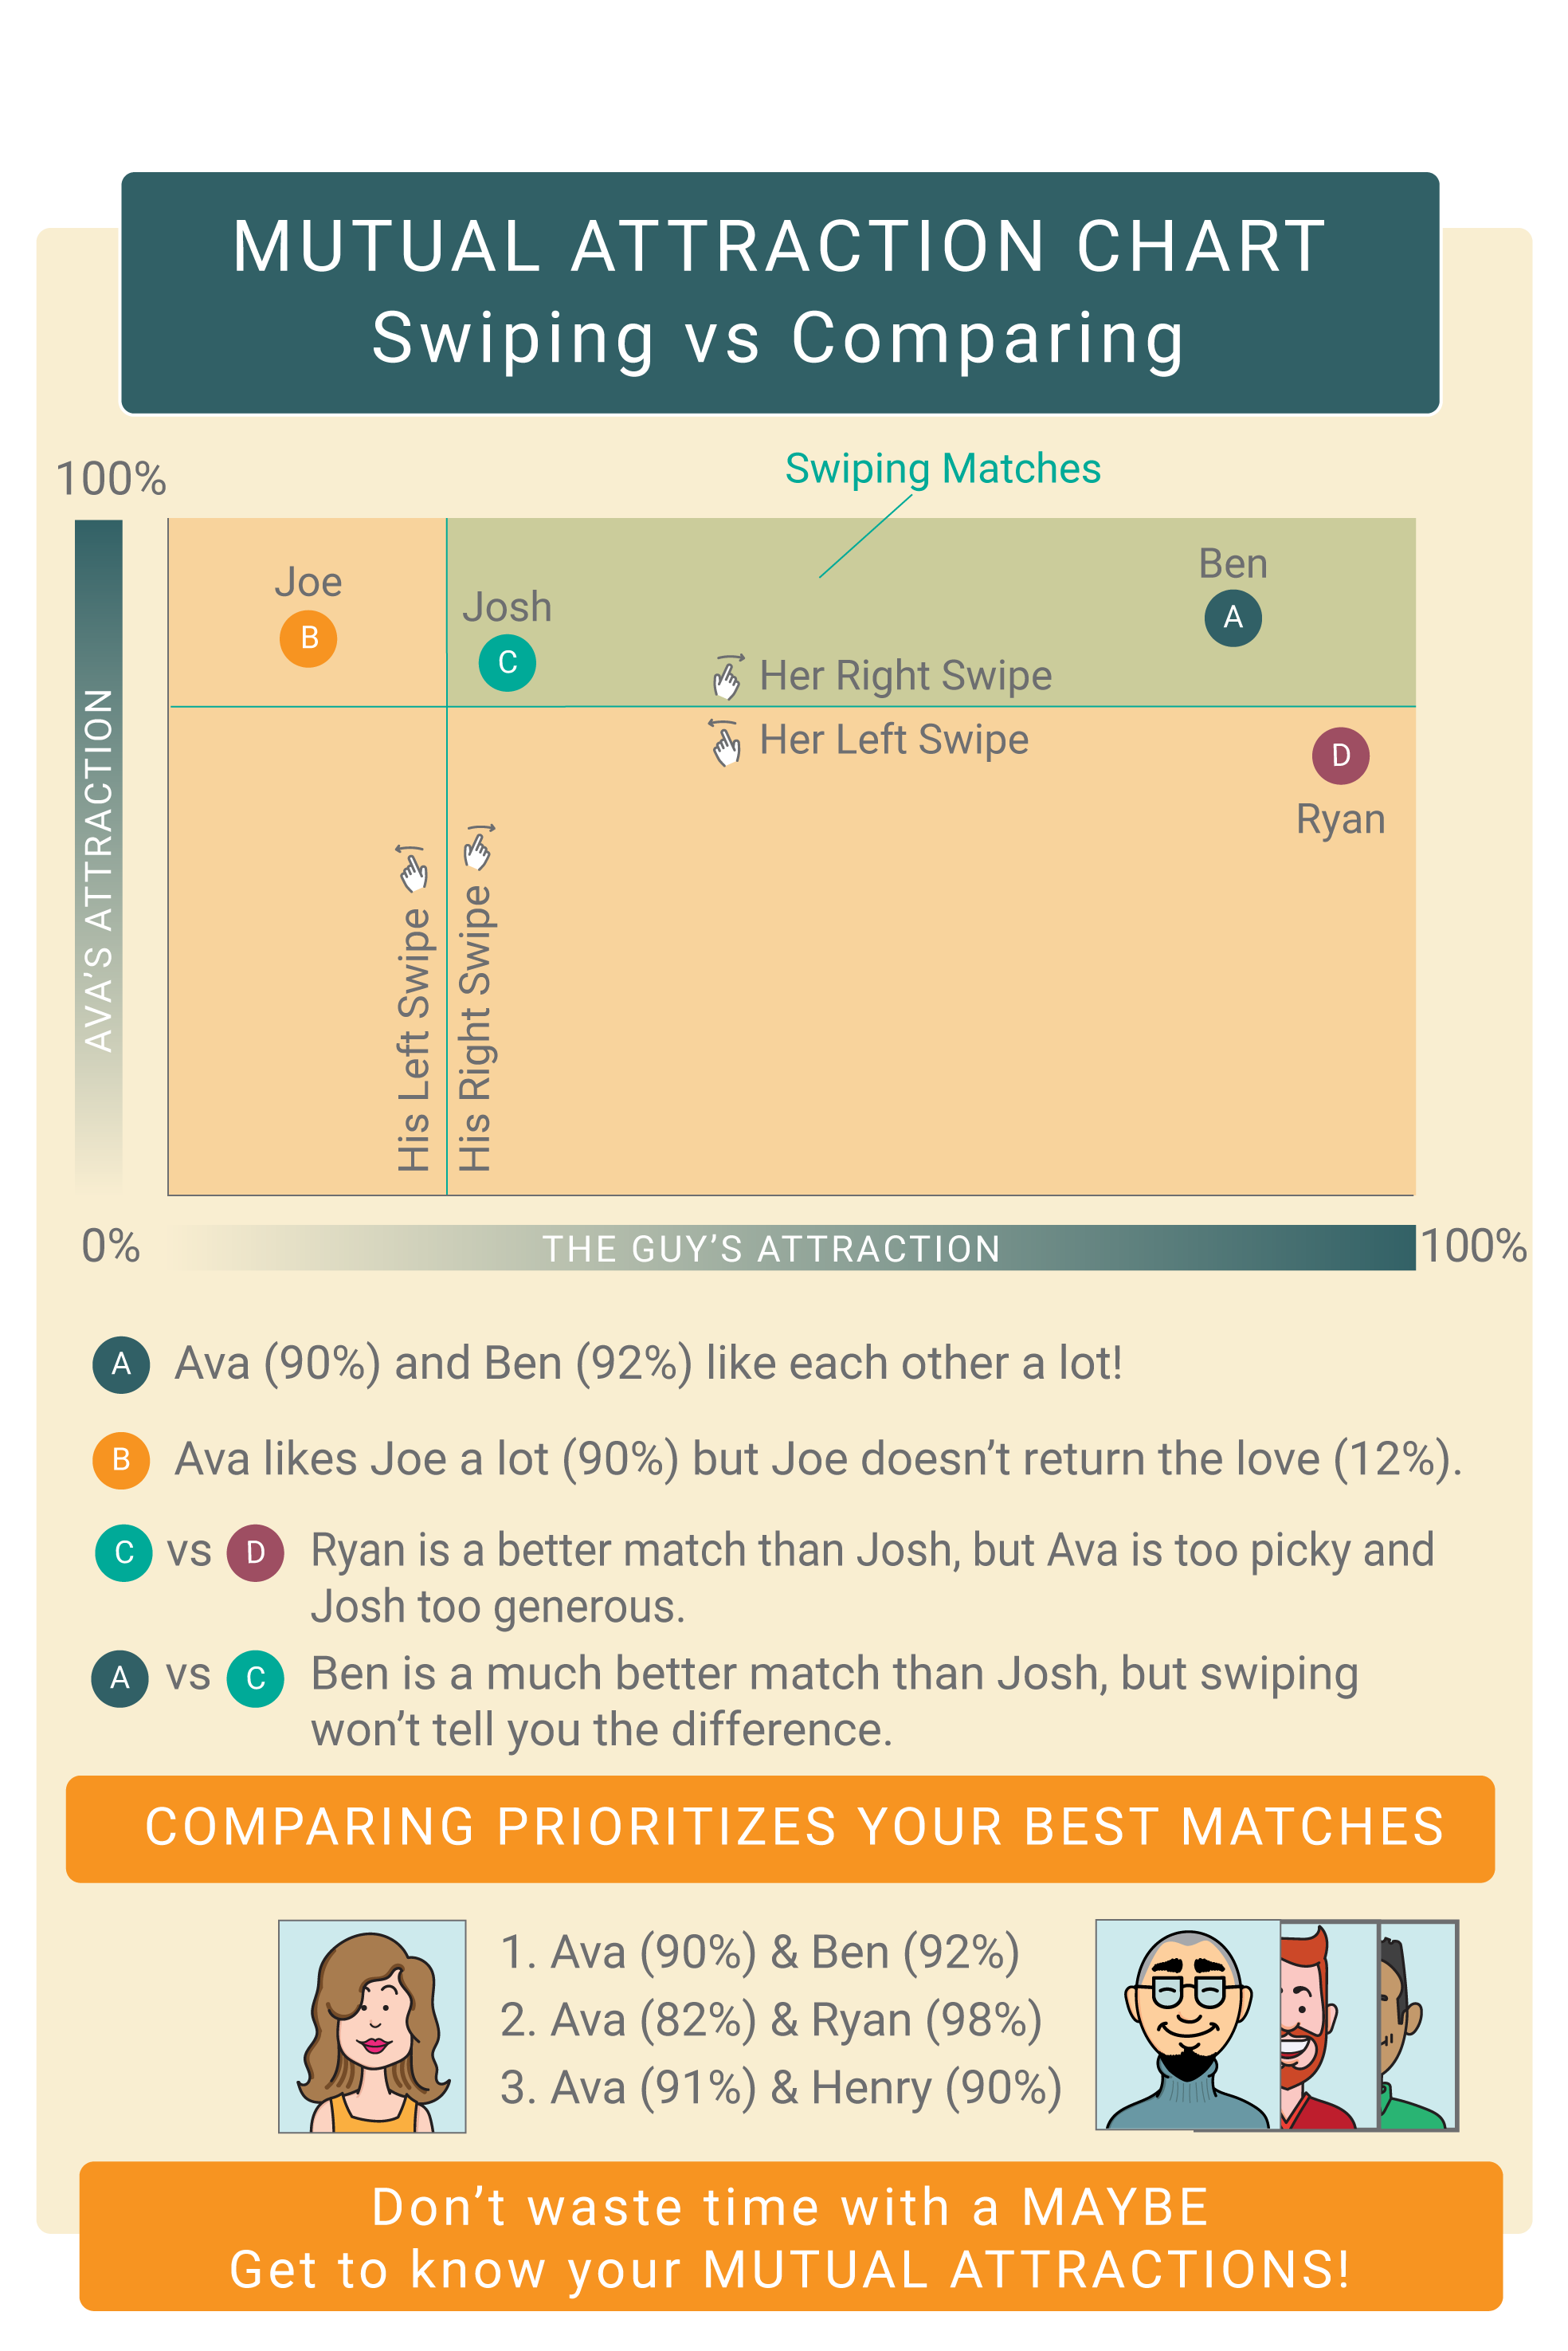 MUTUAL ATTRACTION CHART
Swiping vs Comparing
Swiping Matches
100%
Joe
B
Josh
C
Ben
A
Her Right Swipe
Her Left Swipe
D
Ryan
AVA'S ATTRACTION
His Left Swipe
His Right Swipe
0%
THE GUY'S ATTRACTION
100%
A Ava (90%) and Ben (92%) like each other a lot!
B Ava likes Joe a lot (90%) but Joe doesn't return the love (12%).
C vs D Ryan is a better match than Josh, but Ava is too picky and
Josh too generous.
A vs C Ben is a much better match than Josh, but swiping
won't tell you the difference.
COMPARING PRIORITIZES YOUR BEST MATCHES
1. Ava (90%) & Ben (92%)
2. Ava (82%) & Ryan (98%)
3. Ava (91%) & Henry (90%)
Don't waste time with a MAYBE
Get to know your MUTUAL ATTRACTIONS!